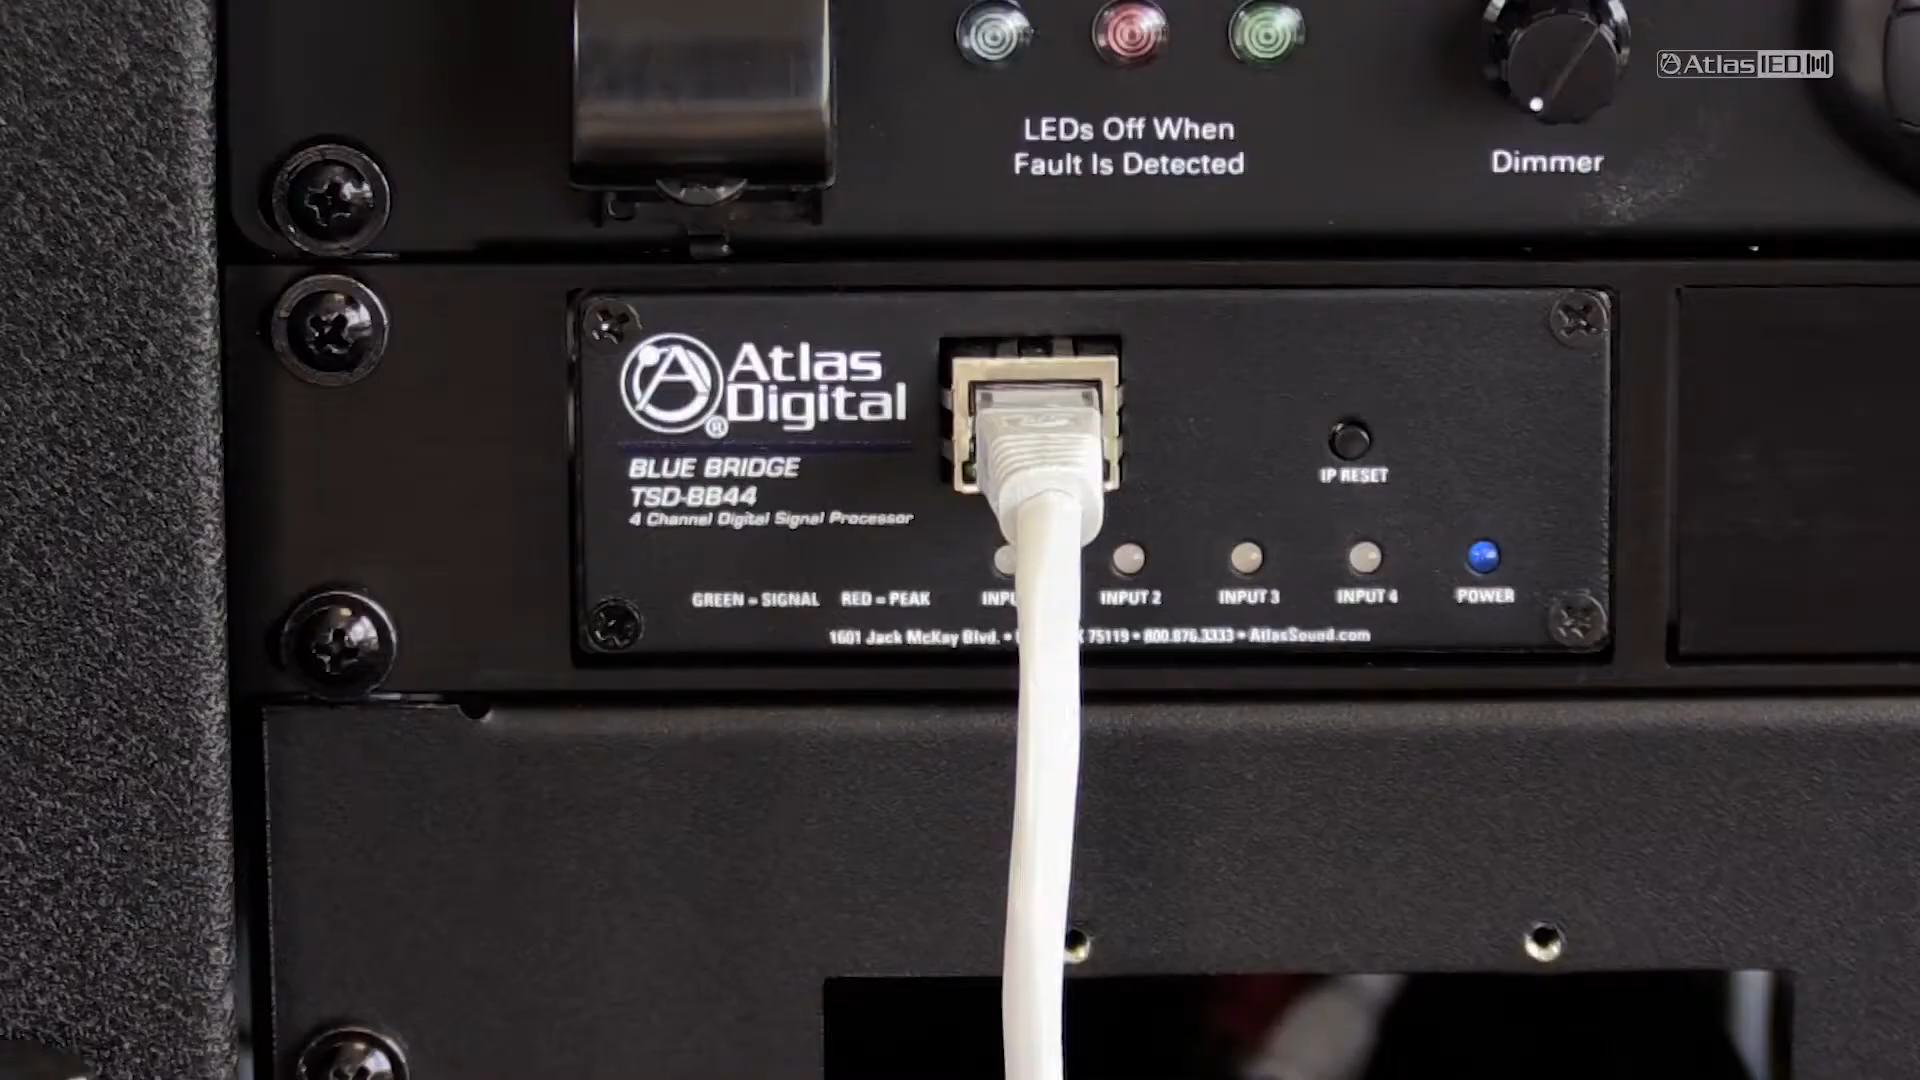 AtlasIED
LEDs Off When
Fault Is Detected
Dimmer
Atlas
Digital
®
BLUE BRIDGE
TSD-BB44
4 Channel Digital Signal Processor
IP RESET
GREEN = SIGNAL RED = PEAK INPUT 2 INPUT 3 INPUT 4 POWER
1601 Jack McKay Blvd. • 75119 • 800.876.3333 • AtlasSound.com